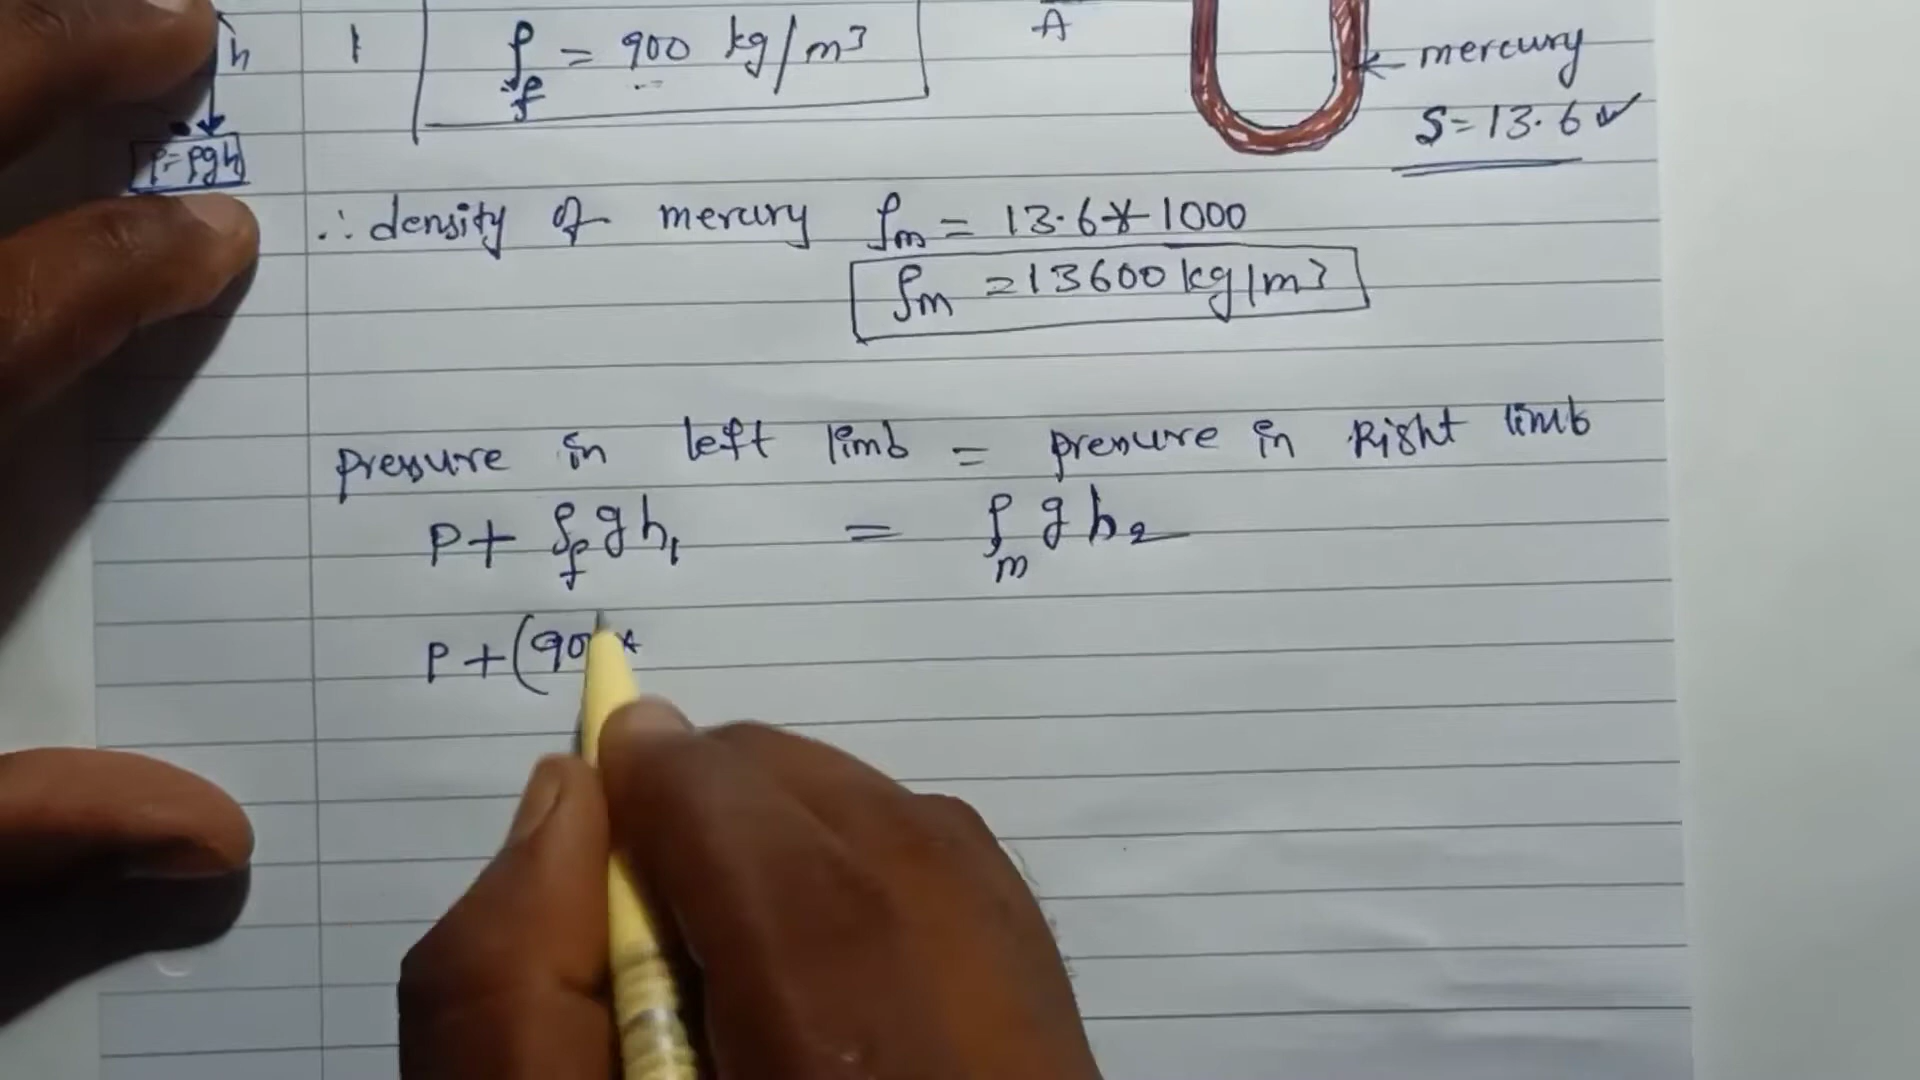 h
1
ρf = 900 kg/m³
A
mercury
S = 13.6 ✓
P=ρgh
∴ density of mercury ρm = 13.6 * 1000
ρm = 13600 kg/m³
pressure in left limb = pressure in Right limb
P + ρf g h₁ = ρm g h₂
P + (90